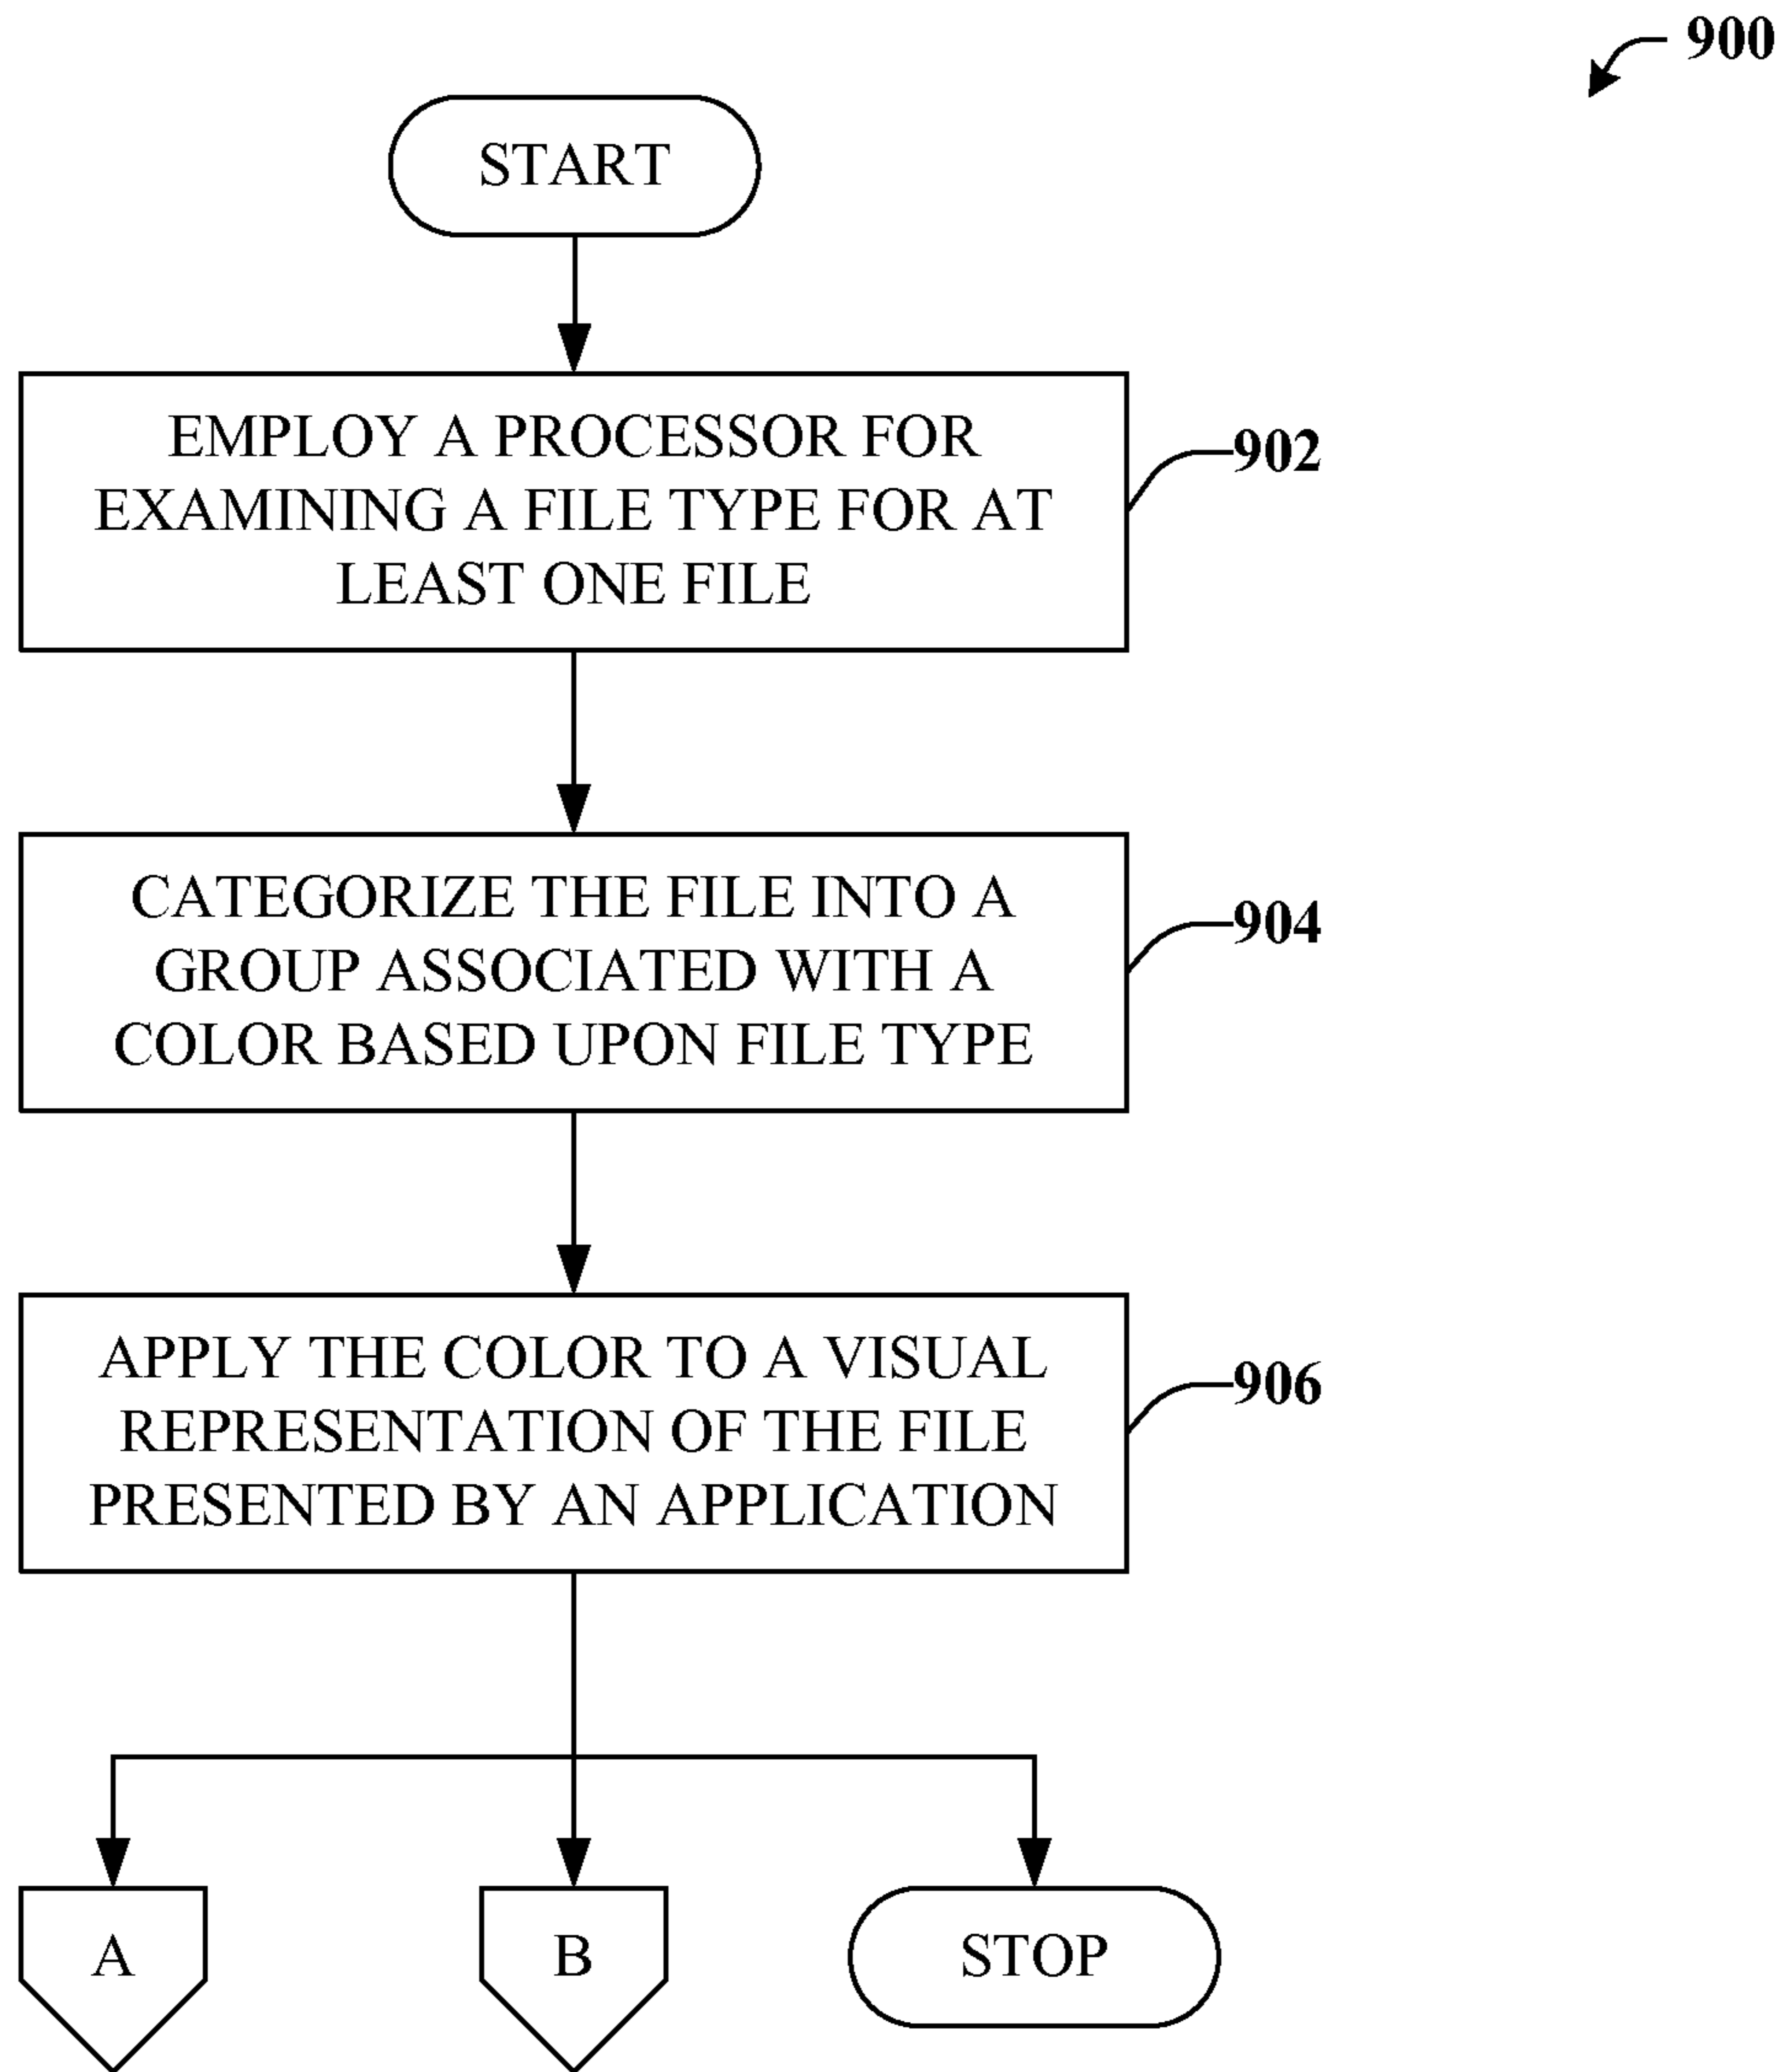 900
START
EMPLOY A PROCESSOR FOR
EXAMINING A FILE TYPE FOR AT
LEAST ONE FILE
902
CATEGORIZE THE FILE INTO A
GROUP ASSOCIATED WITH A
COLOR BASED UPON FILE TYPE
904
APPLY THE COLOR TO A VISUAL
REPRESENTATION OF THE FILE
PRESENTED BY AN APPLICATION
906
A
B
STOP